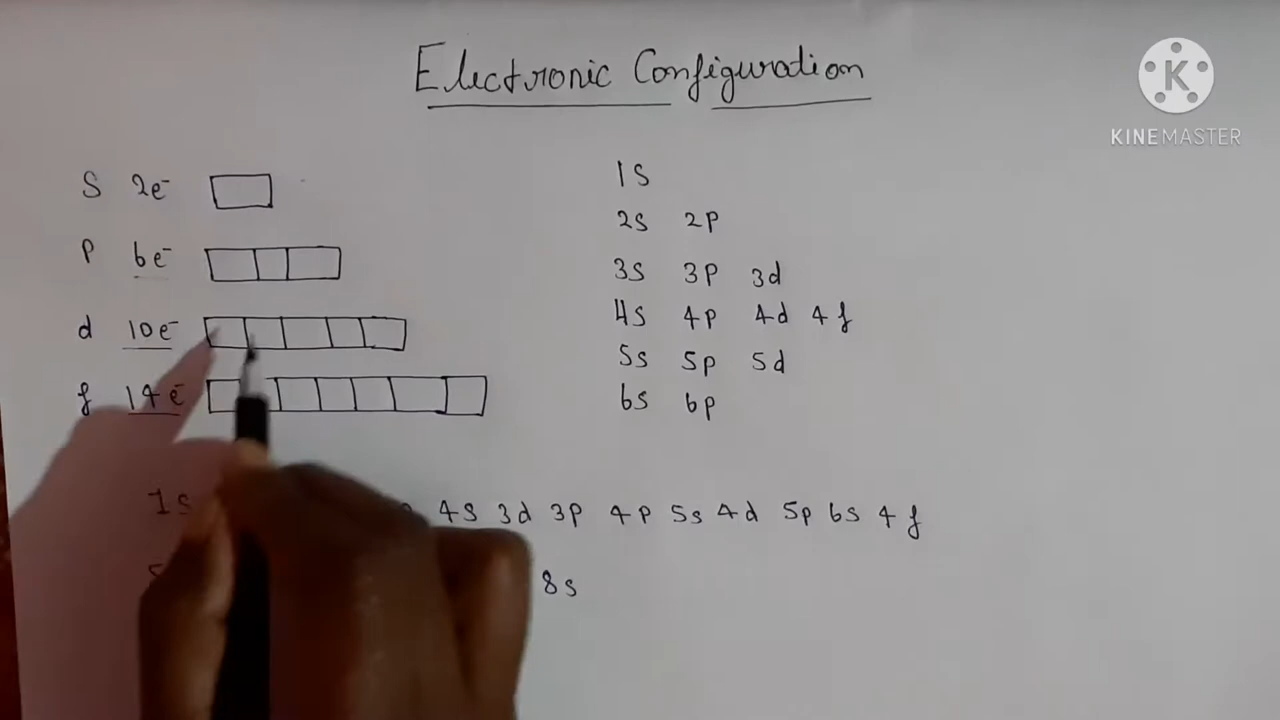 Electronic Configuration
KINEMASTER
S 2e⁻
P 6e⁻
d 10e⁻
f 14e⁻
1s
2s 2p
3s 3p 3d
4s 4p 4d 4f
5s 5p 5d
6s 6p
1s 4s 3d 3p 4p 5s 4d 5p 6s 4f
8s